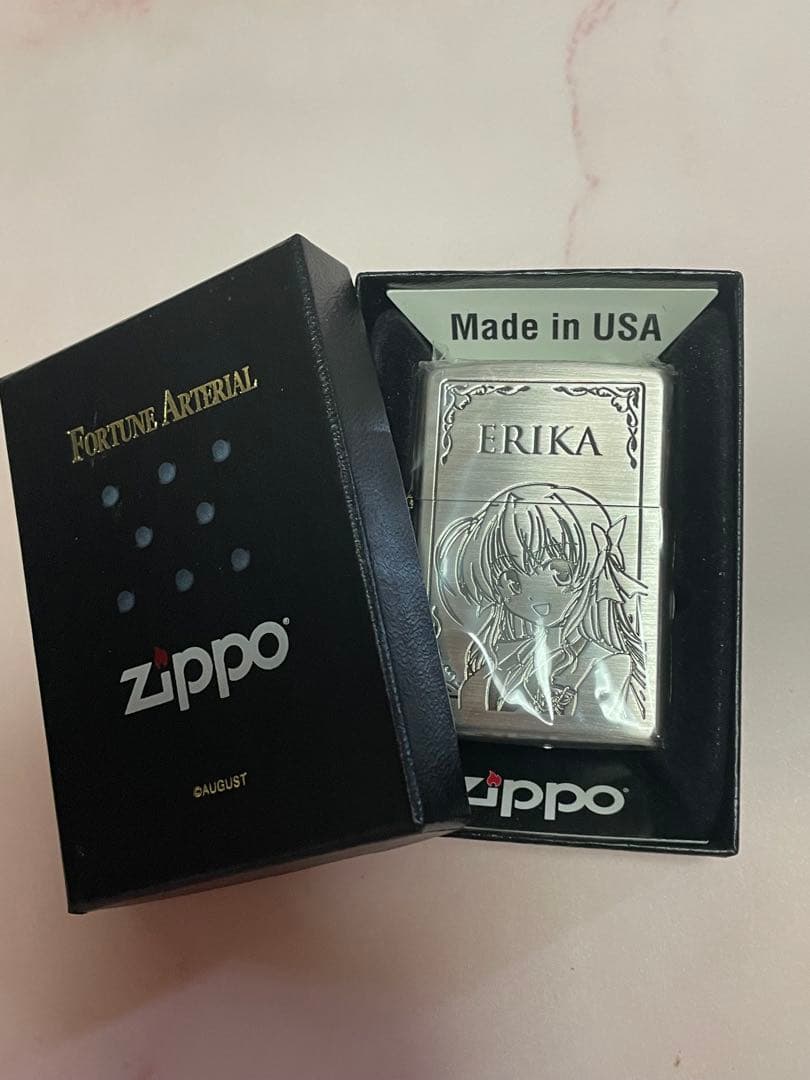 FORTUNE ARTERIAL
zippo®
©AUGUST
Made in USA
ERIKA
zippo®